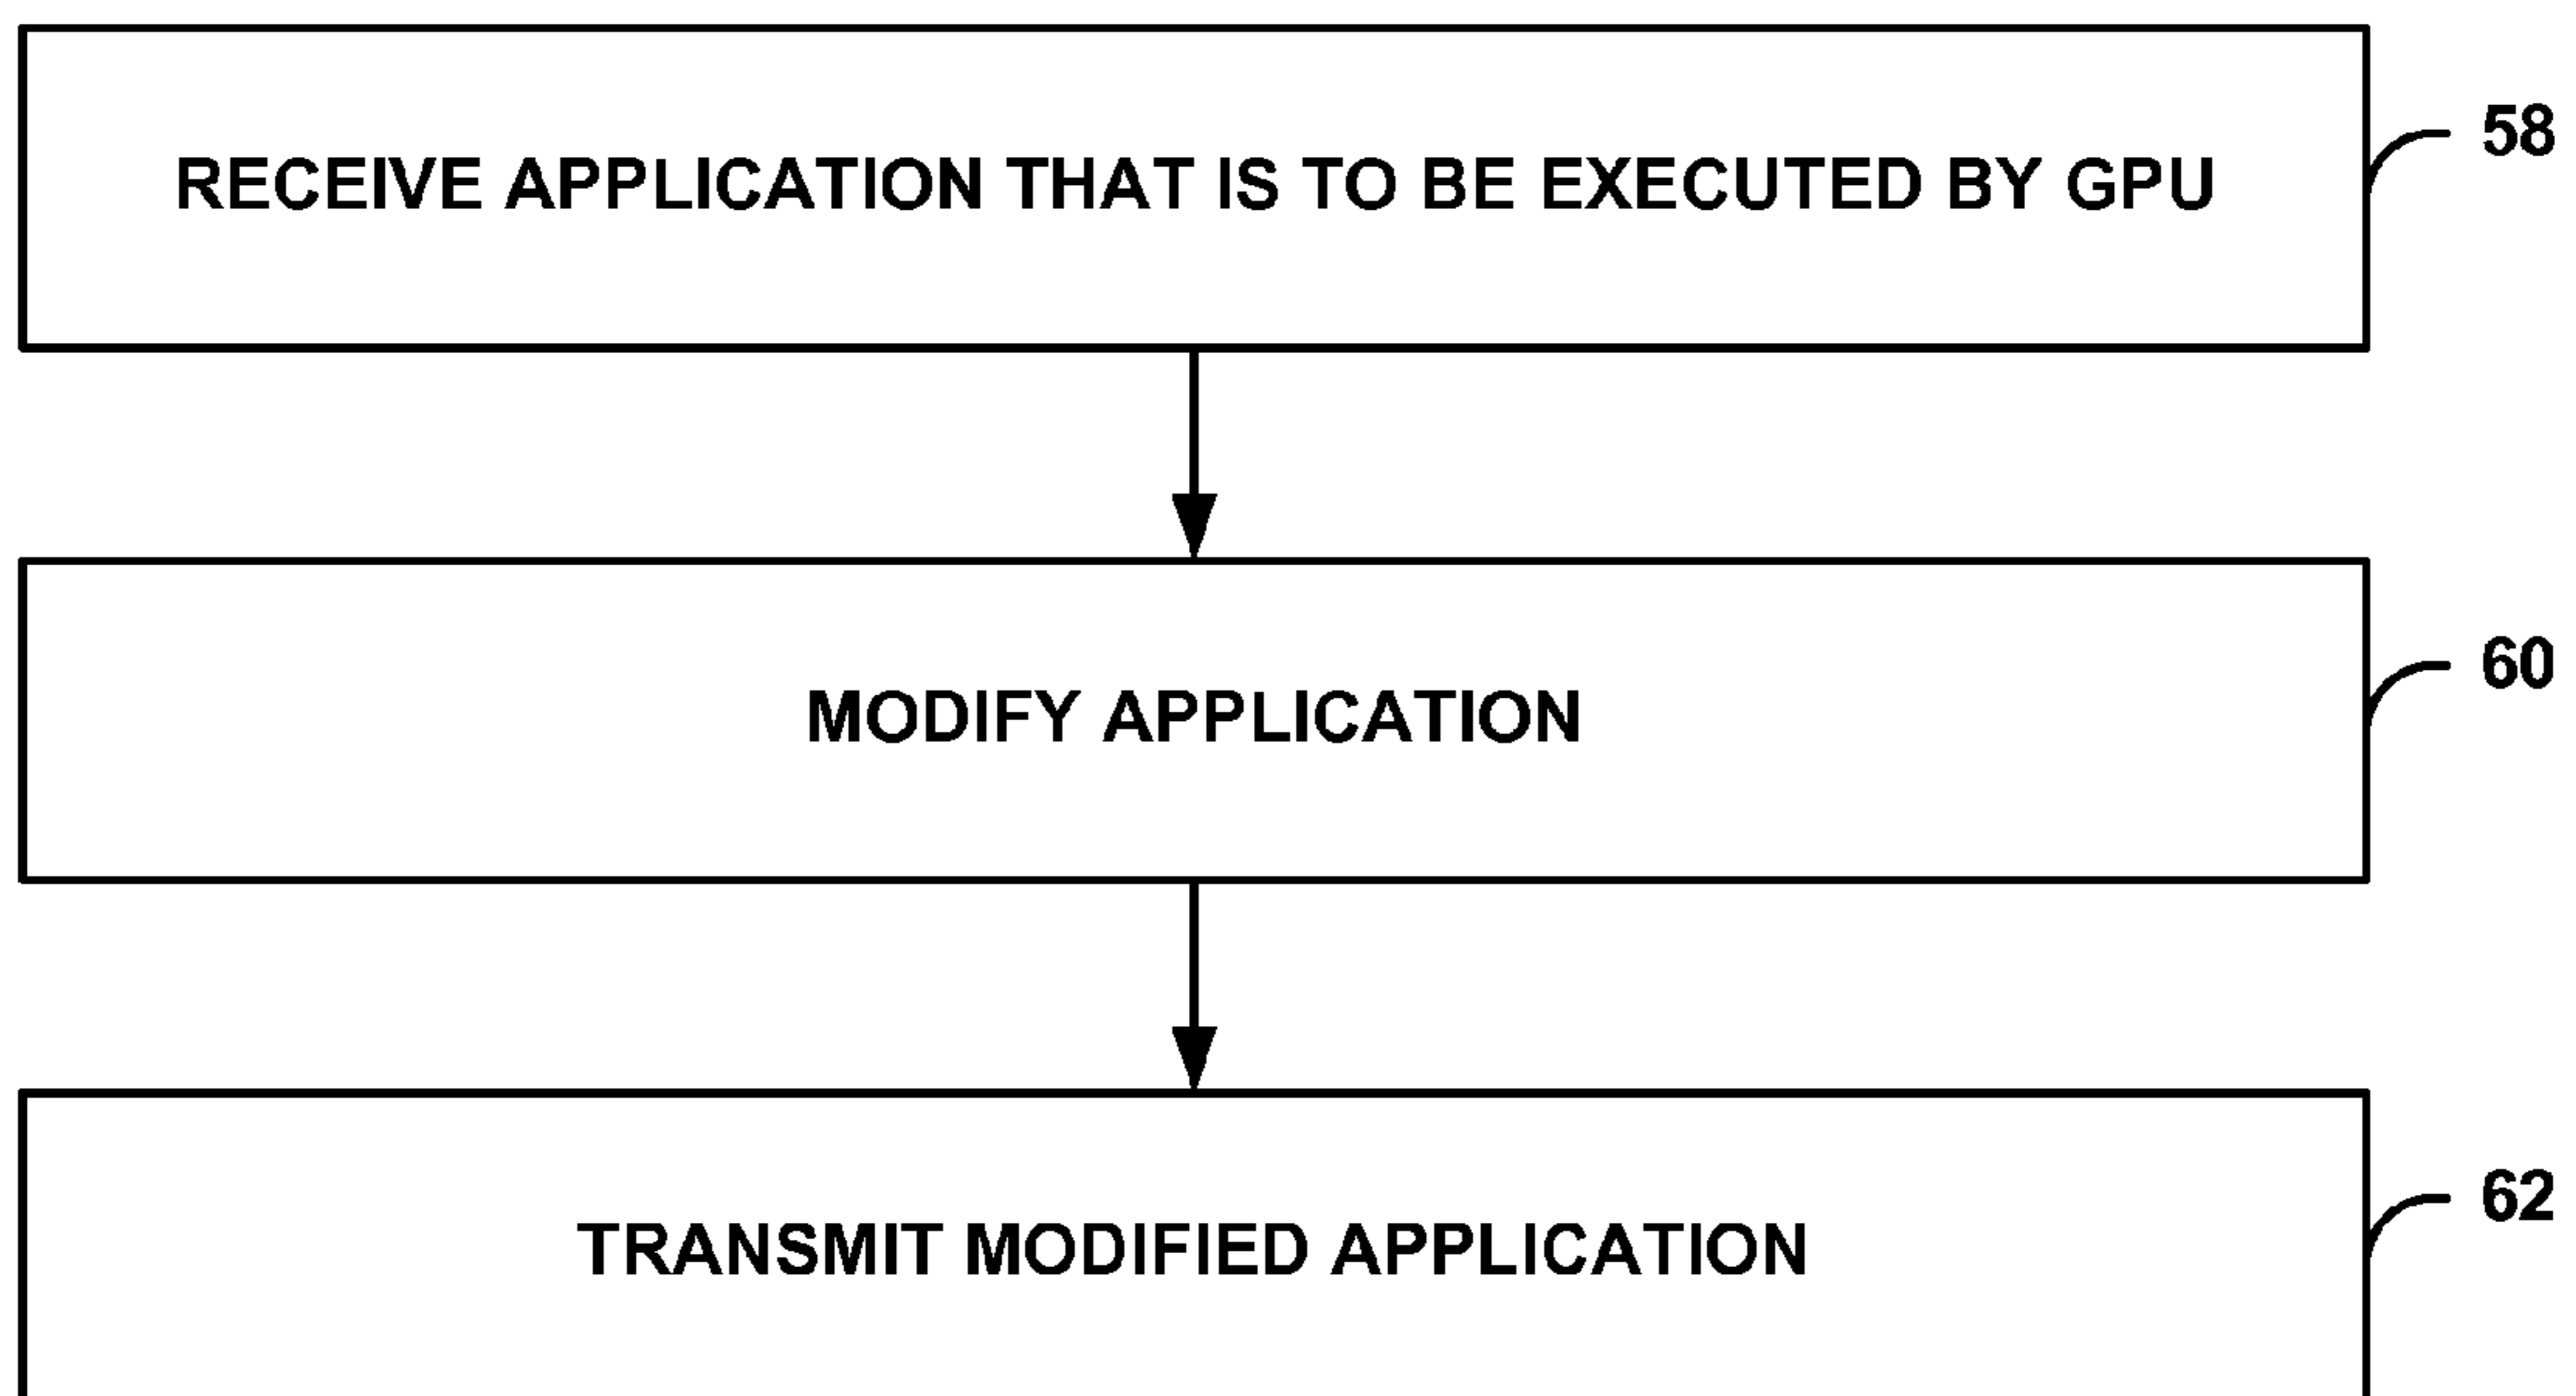 RECEIVE APPLICATION THAT IS TO BE EXECUTED BY GPU
58
MODIFY APPLICATION
60
TRANSMIT MODIFIED APPLICATION
62